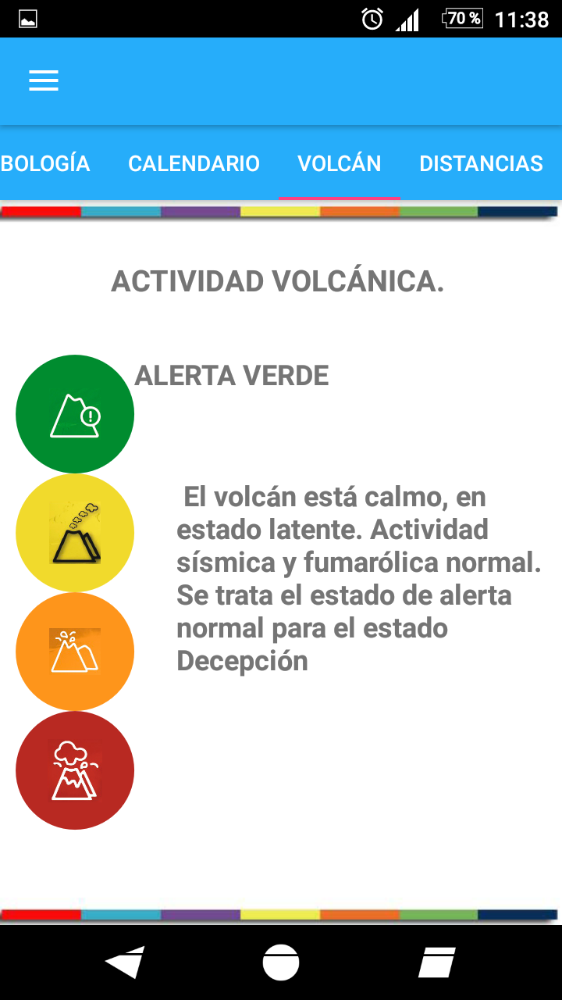 70 % 11:38
BOLOGÍA CALENDARIO VOLCÁN DISTANCIAS
ACTIVIDAD VOLCÁNICA.
ALERTA VERDE
El volcán está calmo, en
estado latente. Actividad
sísmica y fumarólica normal.
Se trata el estado de alerta
normal para el estado
Decepción